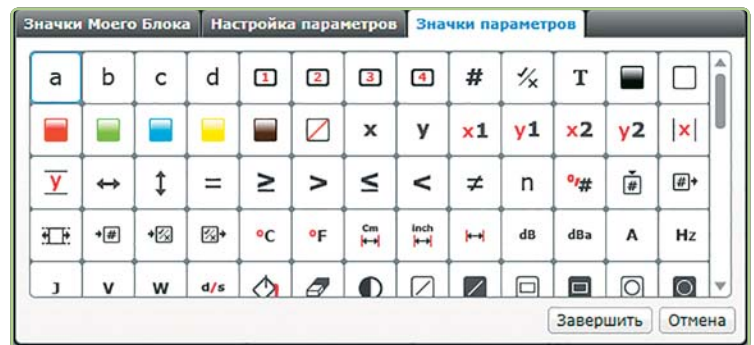 Значки Моего Блока Настройка параметров Значки параметров
a b c d 1 2 3 4 # √/x T
x y x1 y1 x2 y2 |x|
y = ≥ > ≤ < ≠ n °/# # #
# °C °F Cm inch dB dBa A Hz
J V W d/s
Завершить Отмена